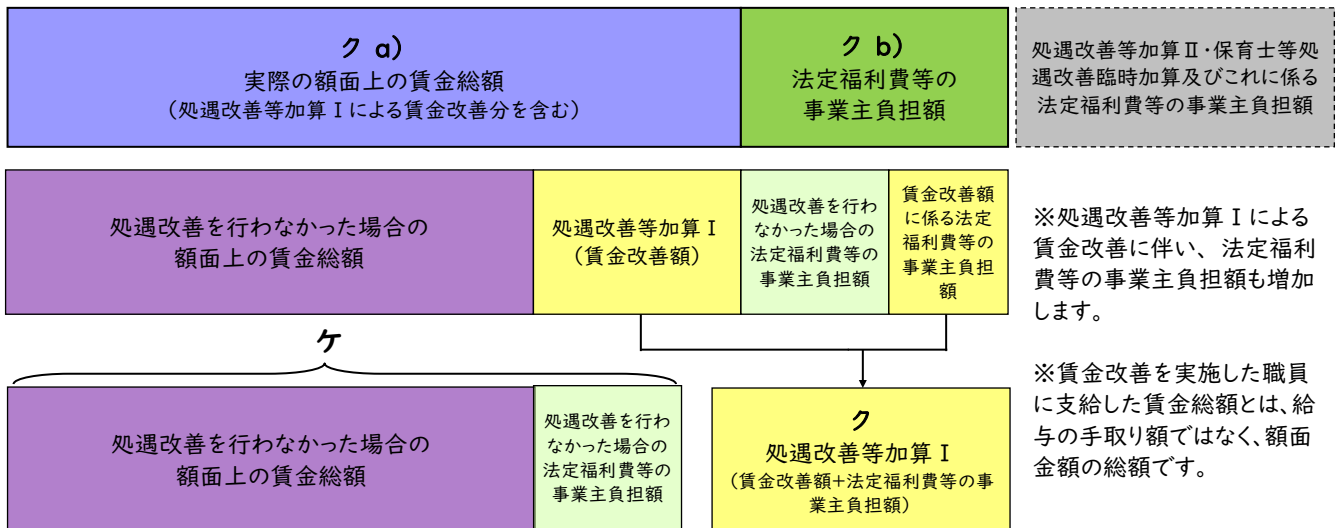 ク a)
実際の額面上の賃金総額
(処遇改善等加算Ⅰによる賃金改善分を含む)
ク b)
法定福利費等の
事業主負担額
処遇改善等加算Ⅱ・保育士等処
遇改善臨時加算及びこれに係る
法定福利費等の事業主負担額
処遇改善を行わなかった場合の
額面上の賃金総額
処遇改善等加算Ⅰ
(賃金改善額)
処遇改善を行わ
なかった場合の
法定福利費等の
事業主負担額
賃金改善額
に係る法定
福利費等の
事業主負担
額
※処遇改善等加算Ⅰによる
賃金改善に伴い、法定福利
費等の事業主負担額も増加
します。
ケ
処遇改善を行わなかった場合の
額面上の賃金総額
処遇改善を行わ
なかった場合の
法定福利費等の
事業主負担額
ク
処遇改善等加算Ⅰ
(賃金改善額+法定福利費等の事
業主負担額)
※賃金改善を実施した職員
に支給した賃金総額とは、給
与の手取り額ではなく、額面
金額の総額です。